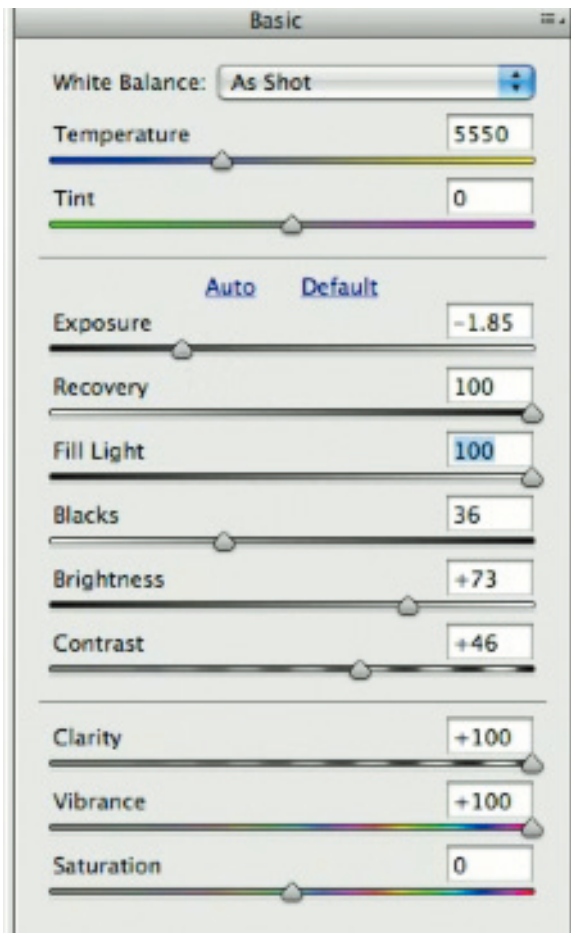 Basic
White Balance: As Shot
Temperature 5550
Tint 0
Auto Default
Exposure -1.85
Recovery 100
Fill Light 100
Blacks 36
Brightness +73
Contrast +46
Clarity +100
Vibrance +100
Saturation 0